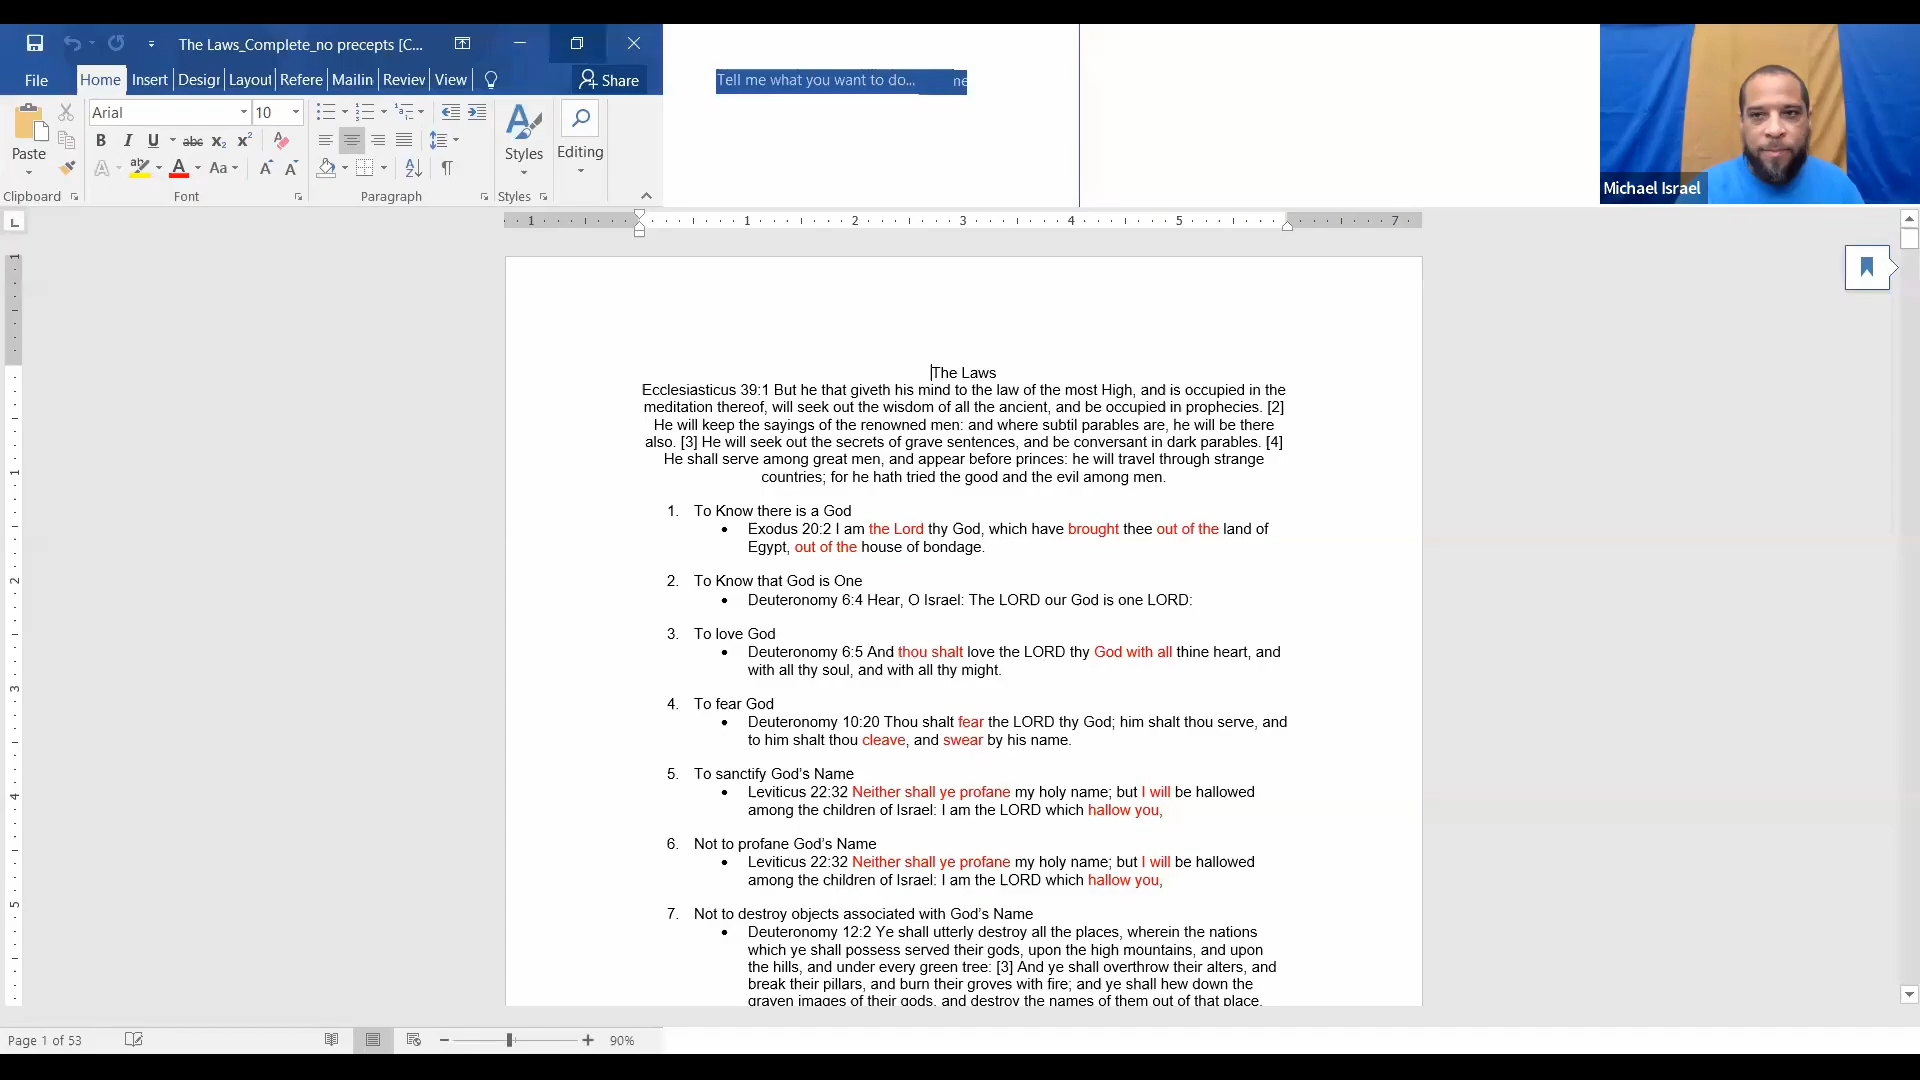 The Laws_Complete_no precepts [C...
File Home Insert Design Layout Refere Mailin Review View Share
Tell me what you want to do... ne
Arial 10
Paste
B I U abc x₂ x²
A A Aa A A
Styles Editing
Clipboard Font Paragraph Styles
Michael Israel
L
1 1 2 3 4 5 7
The Laws
Ecclesiasticus 39:1 But he that giveth his mind to the law of the most High, and is occupied in the
meditation thereof, will seek out the wisdom of all the ancient, and be occupied in prophecies. [2]
He will keep the sayings of the renowned men: and where subtil parables are, he will be there
also. [3] He will seek out the secrets of grave sentences, and be conversant in dark parables. [4]
He shall serve among great men, and appear before princes: he will travel through strange
countries; for he hath tried the good and the evil among men.
1. To Know there is a God
• Exodus 20:2 I am the Lord thy God, which have brought thee out of the land of
Egypt, out of the house of bondage.
2. To Know that God is One
• Deuteronomy 6:4 Hear, O Israel: The LORD our God is one LORD:
3. To love God
• Deuteronomy 6:5 And thou shalt love the LORD thy God with all thine heart, and
with all thy soul, and with all thy might.
4. To fear God
• Deuteronomy 10:20 Thou shalt fear the LORD thy God; him shalt thou serve, and
to him shalt thou cleave, and swear by his name.
5. To sanctify God’s Name
• Leviticus 22:32 Neither shall ye profane my holy name; but I will be hallowed
among the children of Israel: I am the LORD which hallow you,
6. Not to profane God’s Name
• Leviticus 22:32 Neither shall ye profane my holy name; but I will be hallowed
among the children of Israel: I am the LORD which hallow you,
7. Not to destroy objects associated with God’s Name
• Deuteronomy 12:2 Ye shall utterly destroy all the places, wherein the nations
which ye shall possess served their gods, upon the high mountains, and upon
the hills, and under every green tree: [3] And ye shall overthrow their alters, and
break their pillars, and burn their groves with fire; and ye shall hew down the
graven images of their gods, and destroy the names of them out of that place.
Page 1 of 53 90%